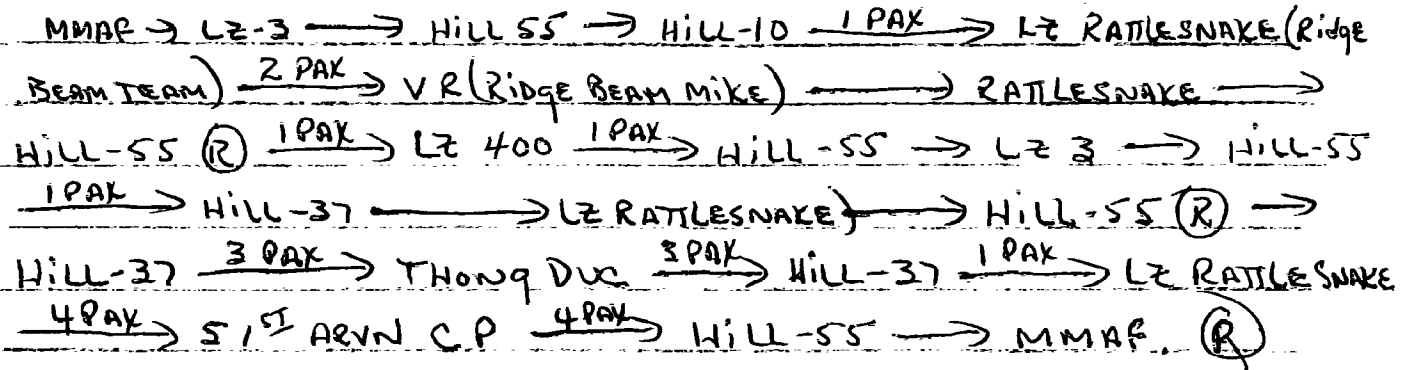 MMAF → LZ-3 → HILL 55 → HILL-10 1 PAX → LZ RATTLESNAKE (RidgE
BEAM TEAM) 2 PAX → V R (RIDGE BEAM MIKE) → RATTLESNAKE →
HILL-55 Ⓡ 1 PAX → LZ 400 1 PAX → HILL-55 → LZ 3 → HILL-55
1 PAX → HILL-37 → LZ RATTLESNAKE) → HILL-55 Ⓡ →
HILL-37 3 PAX → THONG DUC 3 PAX → HILL-37 1 PAX → LZ RATTLESNAKE
4 PAX → 51ST ARVN C P 4 PAX → HILL-55 → MMAF. Ⓡ